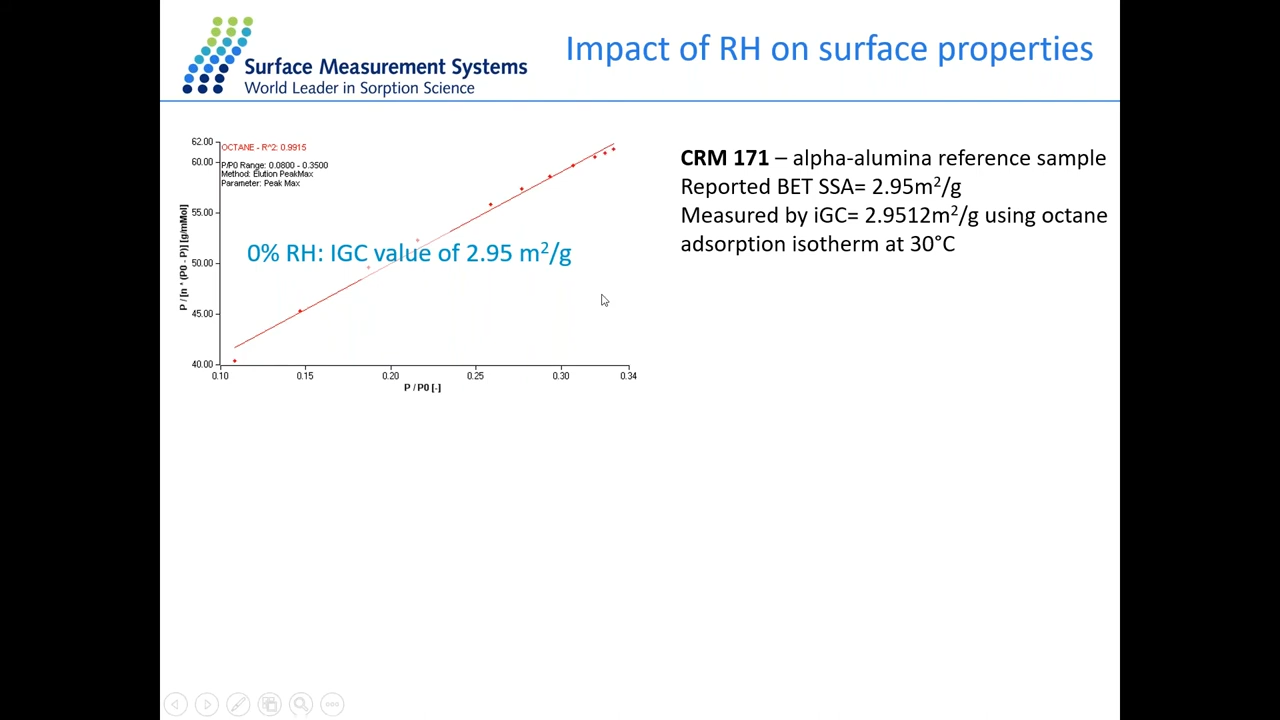 Surface Measurement Systems
World Leader in Sorption Science
Impact of RH on surface properties
OCTANE - R^2: 0.9915
P/P0 Range: 0.0800 - 0.3500
Method: Elution PeakMax
Parameter: Peak Max
62.00
60.00
55.00
50.00
45.00
40.00
P / [n * (P0 - P)] [g/mMol]
0% RH: IGC value of 2.95 m²/g
0.10 0.15 0.20 0.25 0.30 0.34
P / P0 [-]
CRM 171 – alpha-alumina reference sample
Reported BET SSA= 2.95m²/g
Measured by iGC= 2.9512m²/g using octane
adsorption isotherm at 30°C